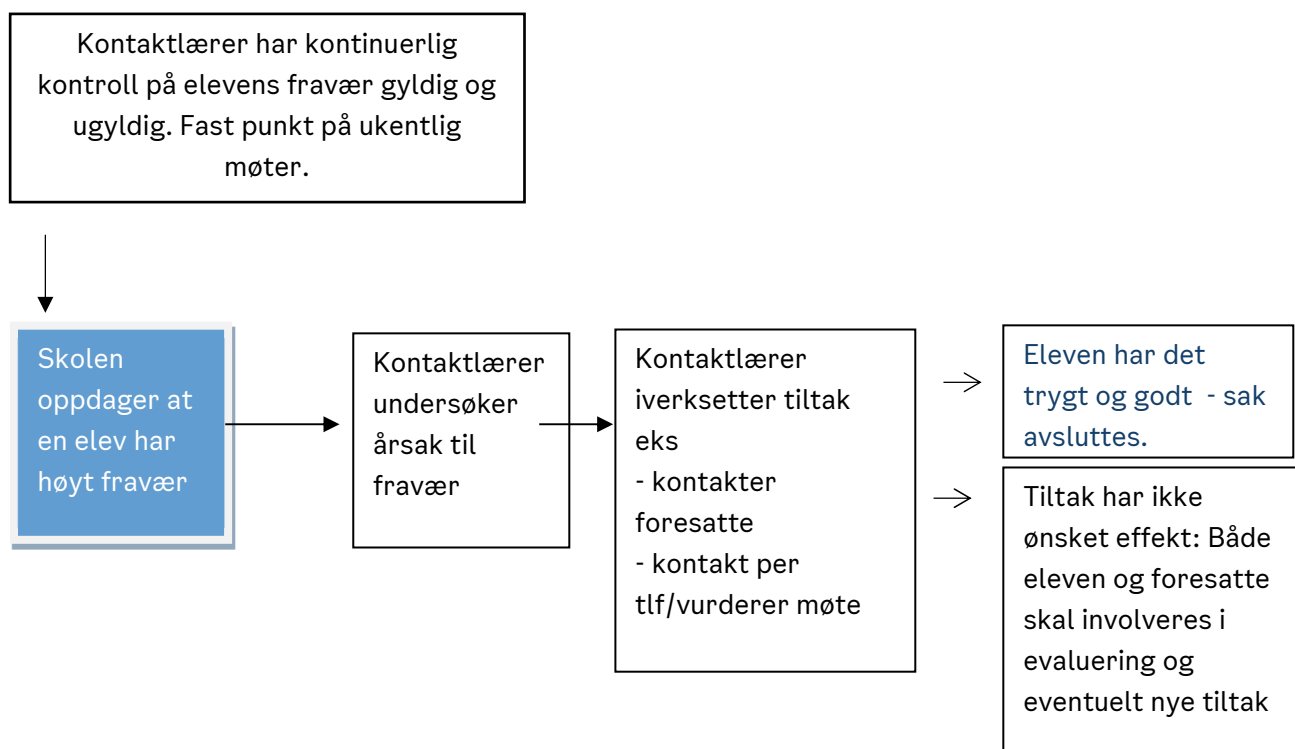 Kontaktlærer har kontinuerlig
kontroll på elevens fravær gyldig og
ugyldig. Fast punkt på ukentlig
møter.
Skolen
oppdager at
en elev har
høyt fravær
Kontaktlærer
undersøker
årsak til
fravær
Kontaktlærer
iverksetter tiltak
eks
- kontakter
foresatte
- kontakt per
tlf/vurderer møte
Eleven har det
trygt og godt - sak
avsluttes.
Tiltak har ikke
ønsket effekt: Både
eleven og foresatte
skal involveres i
evaluering og
eventuelt nye tiltak